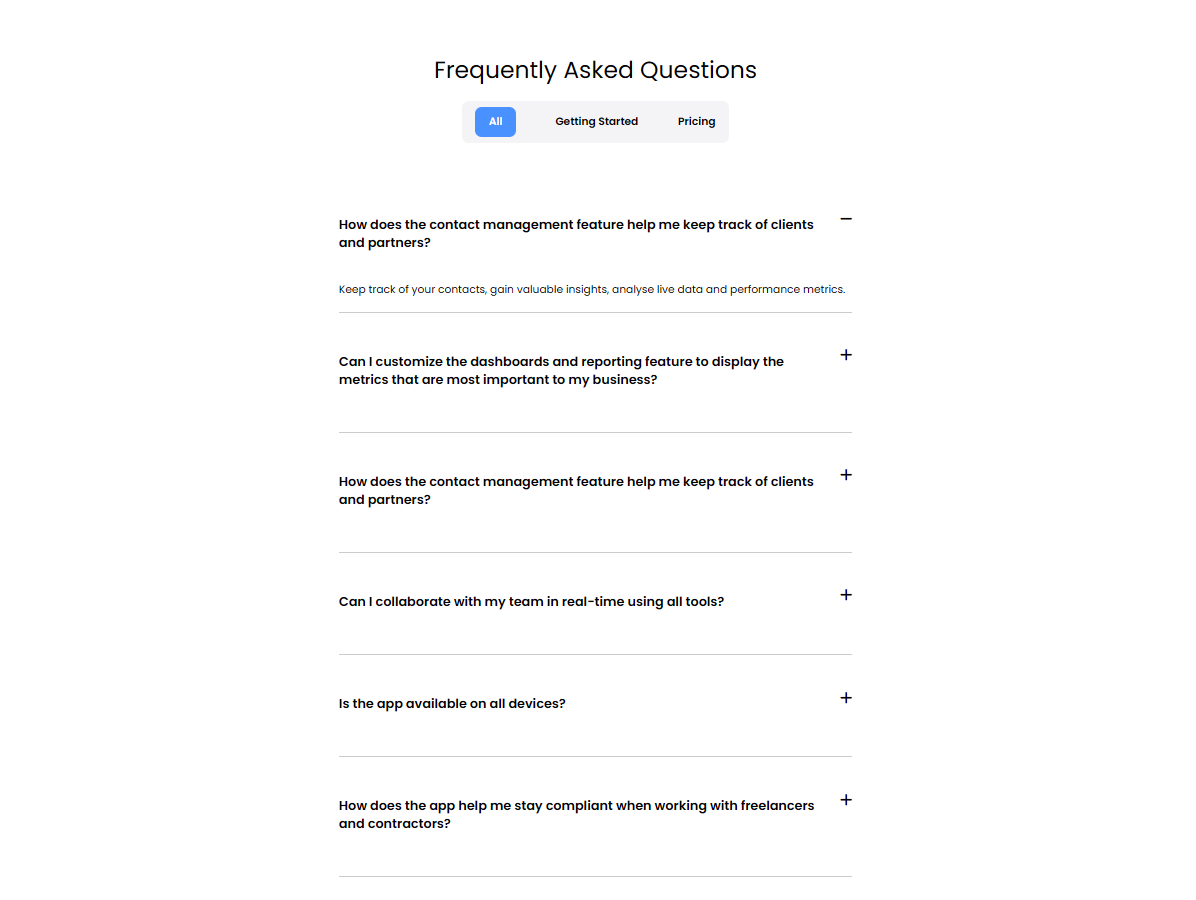 Frequently Asked Questions
All
Getting Started
Pricing
How does the contact management feature help me keep track of clients
and partners?
Keep track of your contacts, gain valuable insights, analyse live data and performance metrics.
Can I customize the dashboards and reporting feature to display the
metrics that are most important to my business?
How does the contact management feature help me keep track of clients
and partners?
Can I collaborate with my team in real-time using all tools?
Is the app available on all devices?
How does the app help me stay compliant when working with freelancers
and contractors?